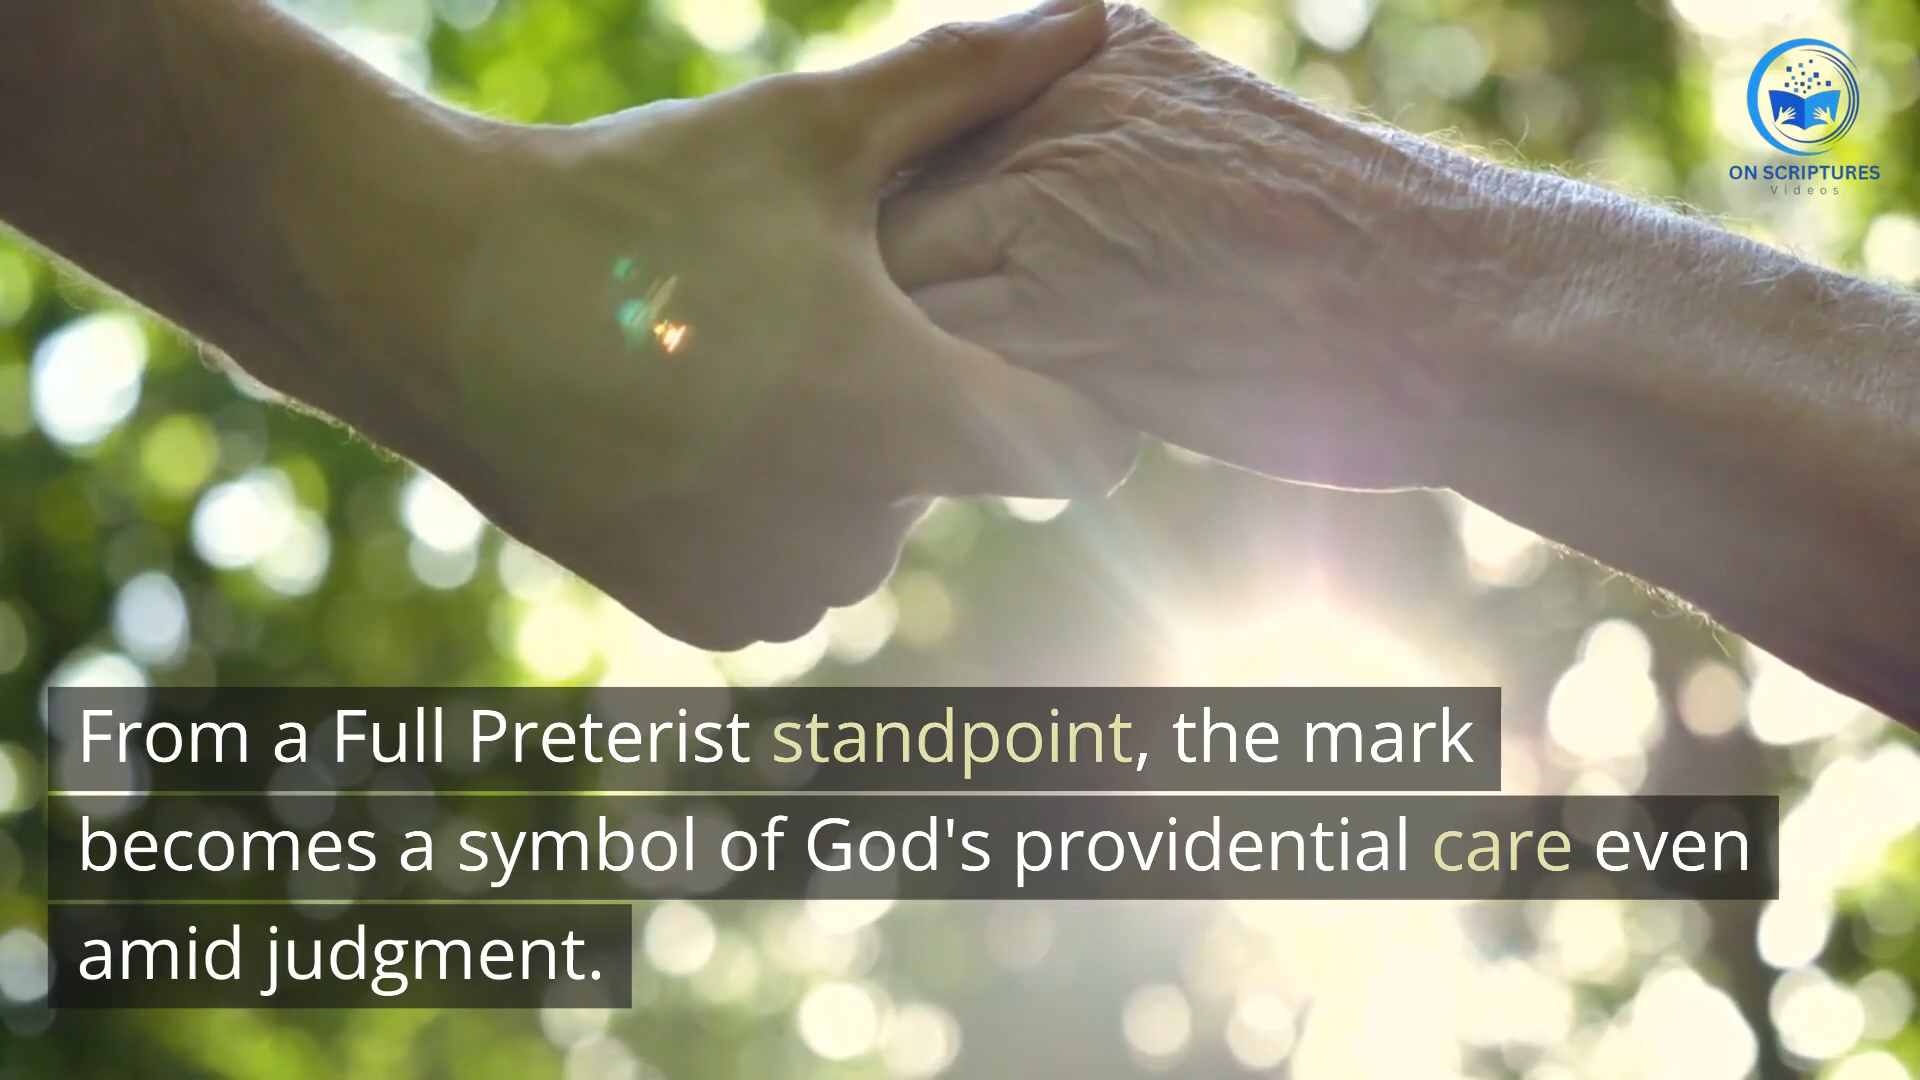 ON SCRIPTURES
Videos
From a Full Preterist standpoint, the mark
becomes a symbol of God's providential care even
amid judgment.